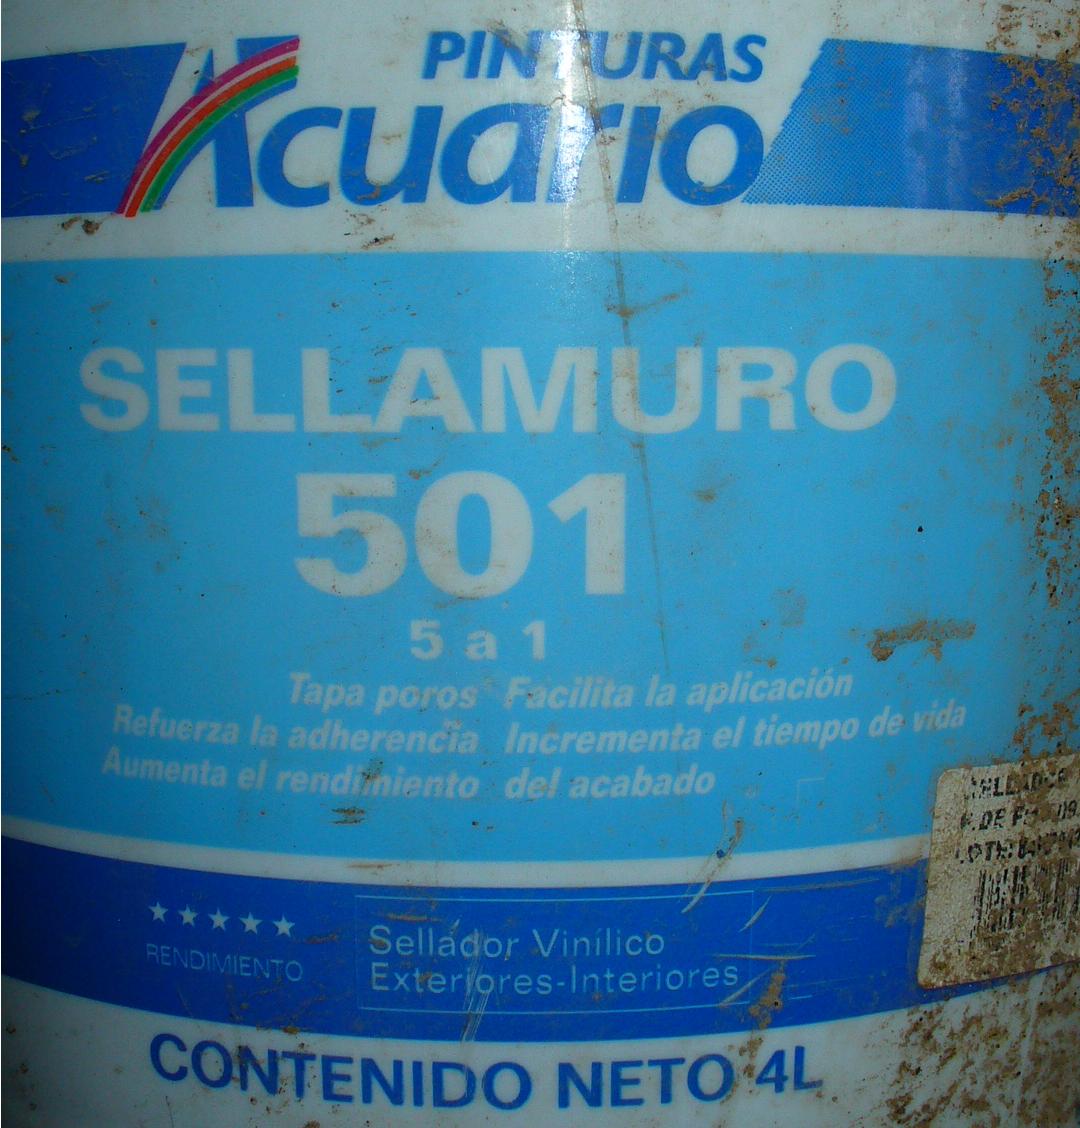 PINTURAS
Acuario
SELLAMURO
501
5 a 1
Tapa poros Facilita la aplicación
Refuerza la adherencia Incrementa el tiempo de vida
Aumenta el rendimiento del acabado
RENDIMIENTO
Sellador Vinílico
Exteriores-Interiores
CONTENIDO NETO 4L